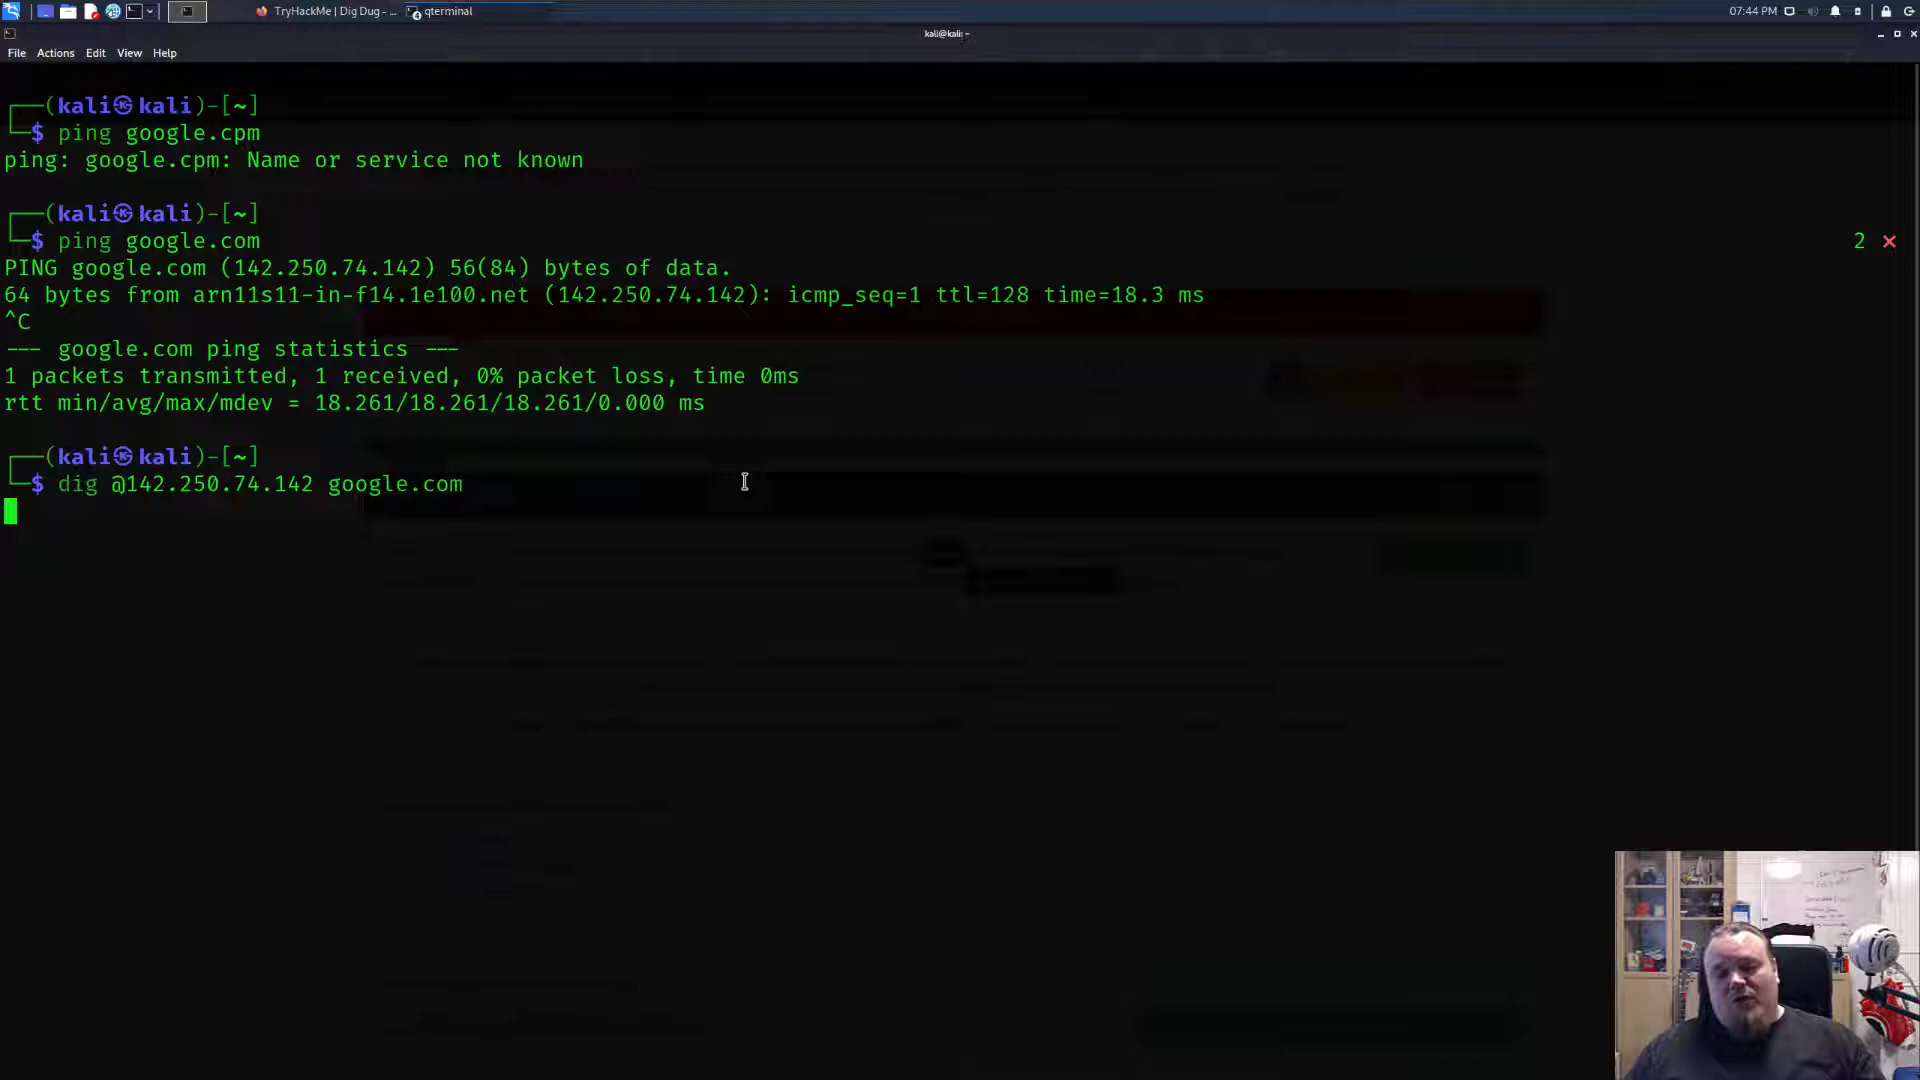 TryHackMe | Dig Dug - ...
qterminal
07:44 PM
kali@kali: ~
File Actions Edit View Help
┌──(kali㉿kali)-[~]
└─$ ping google.cpm
ping: google.cpm: Name or service not known
┌──(kali㉿kali)-[~]
└─$ ping google.com 2 ✕
PING google.com (142.250.74.142) 56(84) bytes of data.
64 bytes from arn11s11-in-f14.1e100.net (142.250.74.142): icmp_seq=1 ttl=128 time=18.3 ms
^C
--- google.com ping statistics ---
1 packets transmitted, 1 received, 0% packet loss, time 0ms
rtt min/avg/max/mdev = 18.261/18.261/18.261/0.000 ms
┌──(kali㉿kali)-[~]
└─$ dig @142.250.74.142 google.com